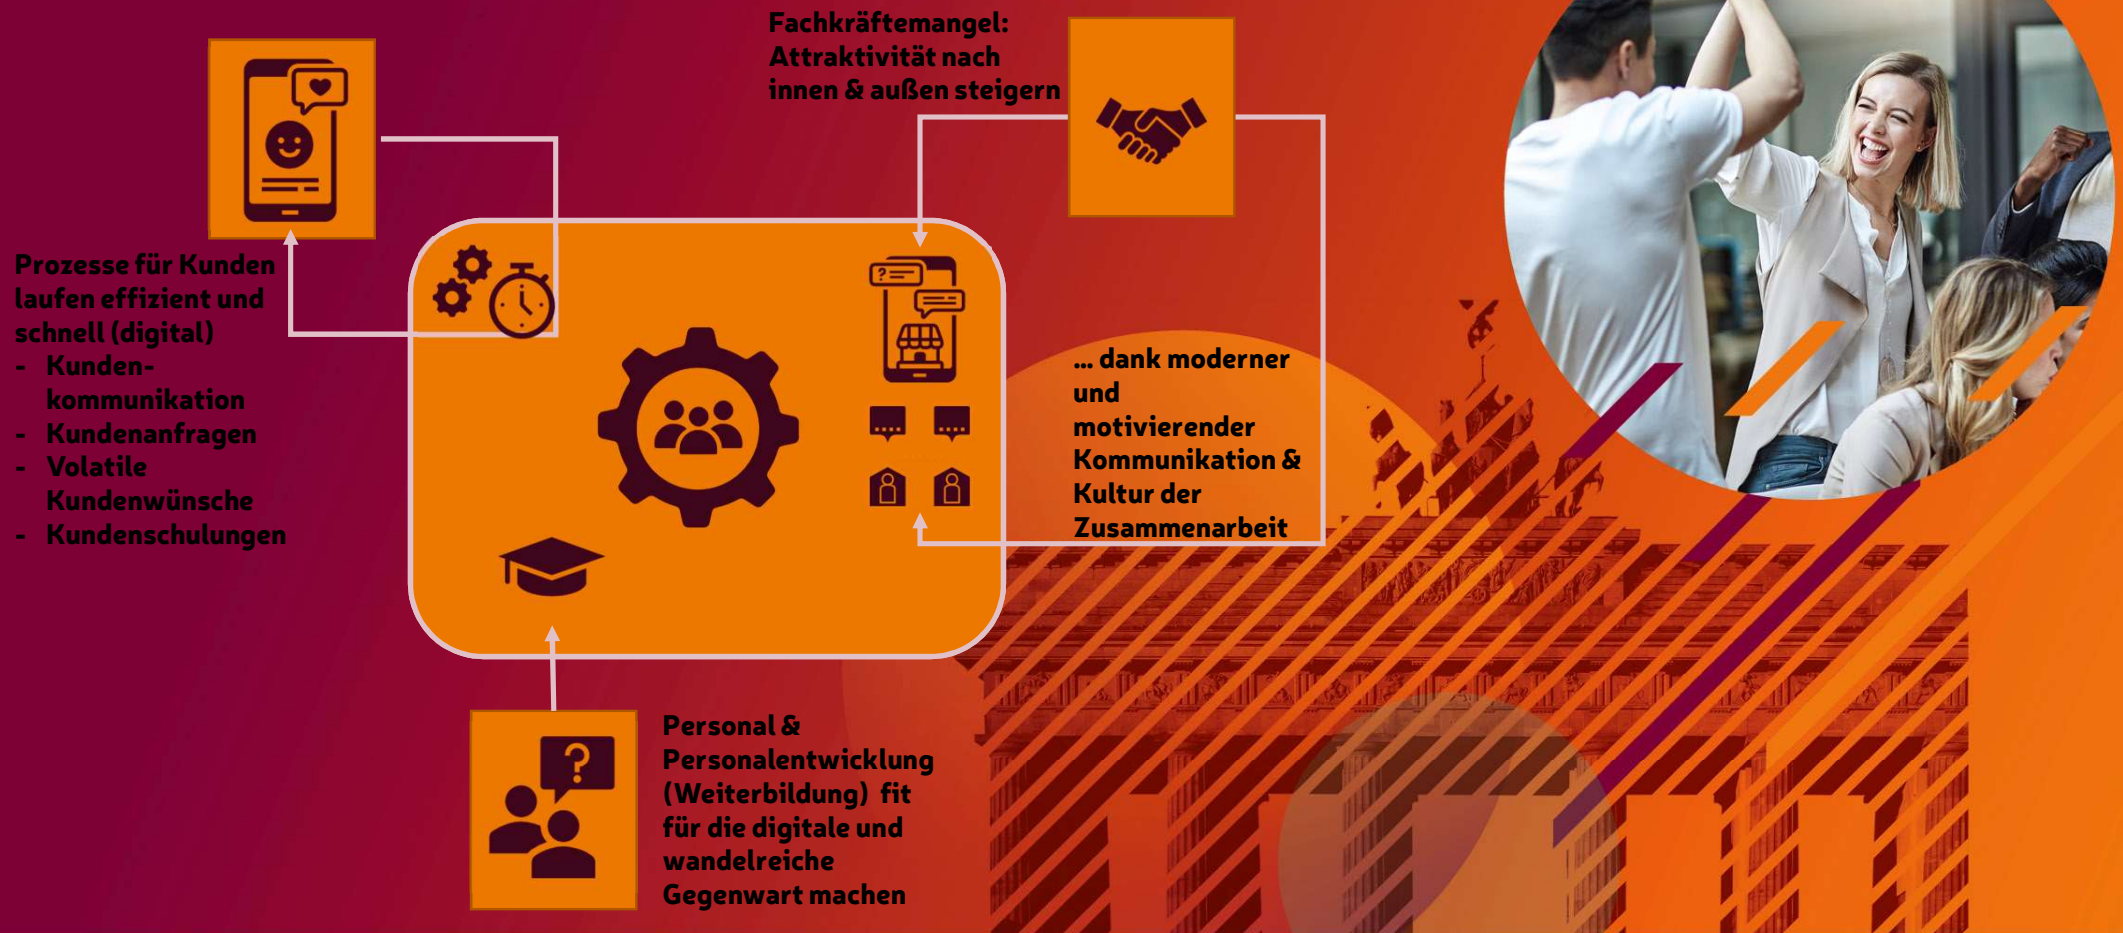 Fachkräftemangel:
Attraktivität nach
innen & außen steigern
Prozesse für Kunden
laufen effizient und
schnell (digital)
- Kunden-
kommunikation
- Kundenanfragen
- Volatile
Kundenwünsche
- Kundenschulungen
?
... dank moderner
und
motivierender
Kommunikation &
Kultur der
Zusammenarbeit
?
Personal &
Personalentwicklung
(Weiterbildung) fit
für die digitale und
wandelreiche
Gegenwart machen